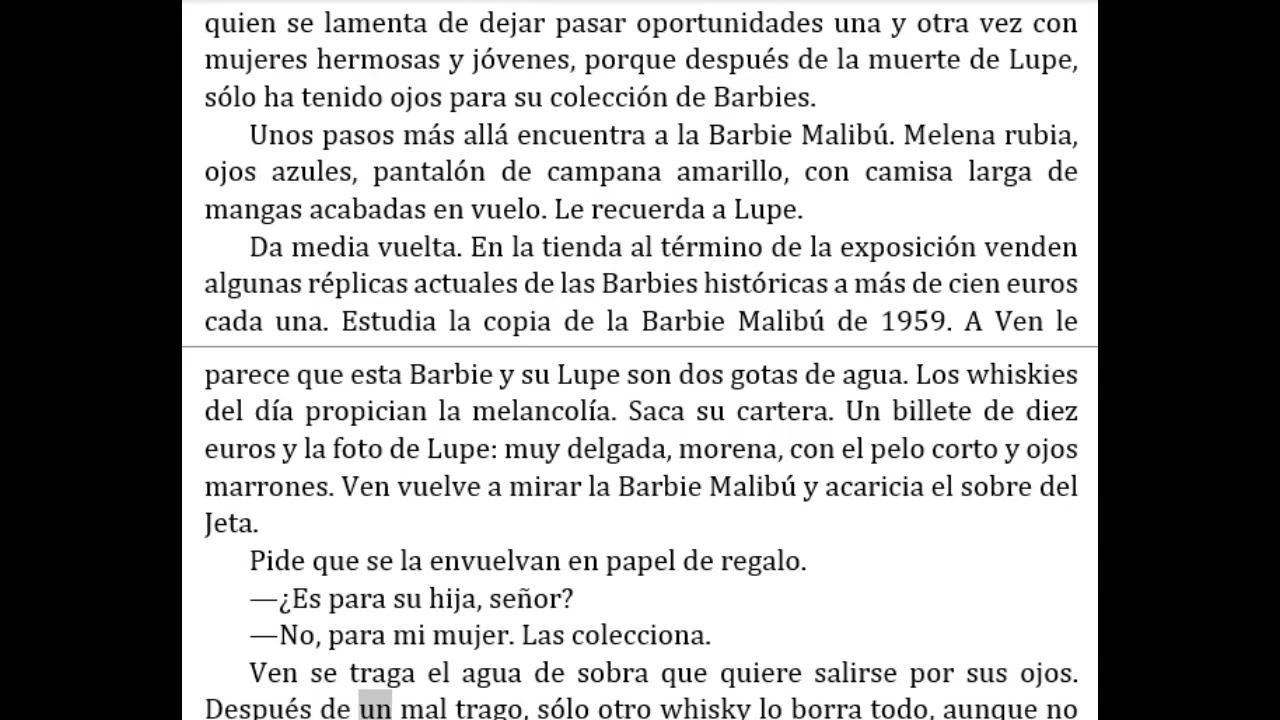 quien se lamenta de dejar pasar oportunidades una y otra vez con
mujeres hermosas y jóvenes, porque después de la muerte de Lupe,
sólo ha tenido ojos para su colección de Barbies.
Unos pasos más allá encuentra a la Barbie Malibú. Melena rubia,
ojos azules, pantalón de campana amarillo, con camisa larga de
mangas acabadas en vuelo. Le recuerda a Lupe.
Da media vuelta. En la tienda al término de la exposición venden
algunas réplicas actuales de las Barbies históricas a más de cien euros
cada una. Estudia la copia de la Barbie Malibú de 1959. A Ven le
parece que esta Barbie y su Lupe son dos gotas de agua. Los whiskies
del día propician la melancolía. Saca su cartera. Un billete de diez
euros y la foto de Lupe: muy delgada, morena, con el pelo corto y ojos
marrones. Ven vuelve a mirar la Barbie Malibú y acaricia el sobre del
Jeta.
Pide que se la envuelvan en papel de regalo.
—¿Es para su hija, señor?
—No, para mi mujer. Las colecciona.
Ven se traga el agua de sobra que quiere salirse por sus ojos.
Después de un mal trago, sólo otro whisky lo borra todo, aunque no